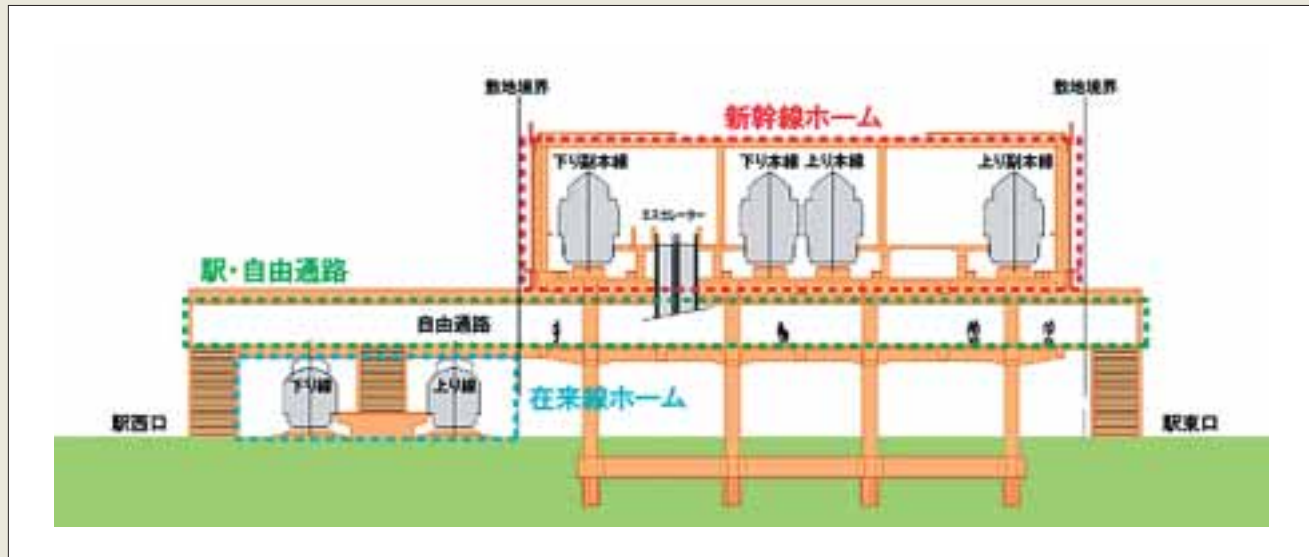 敷地境界
敷地境界
新幹線ホーム
下り副本線
下り本線
上り本線
上り副本線
エスカレーター
駅・自由通路
自由通路
下り線
上り線
在来線ホーム
駅西口
駅東口